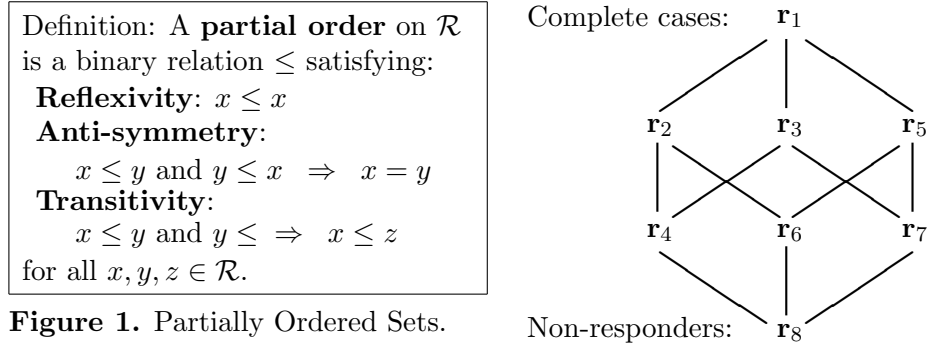 Definition: A partial order on ℛ
is a binary relation ≤ satisfying:
Reflexivity: x ≤ x
Anti-symmetry:
x ≤ y and y ≤ x ⇒ x = y
Transitivity:
x ≤ y and y ≤ ⇒ x ≤ z
for all x, y, z ∈ ℛ.
Figure 1. Partially Ordered Sets.
Complete cases: r₁
r₂ r₃ r₅
r₄ r₆ r₇
Non-responders: r₈